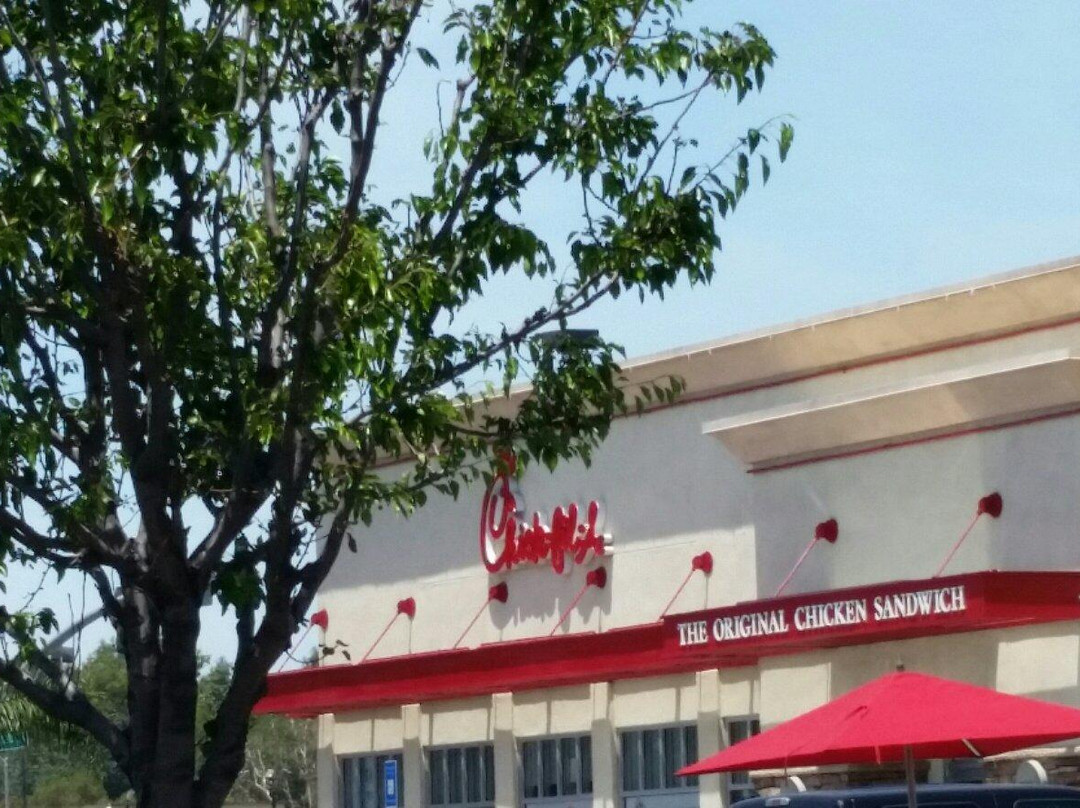 Chick-fil-A
THE ORIGINAL CHICKEN SANDWICH